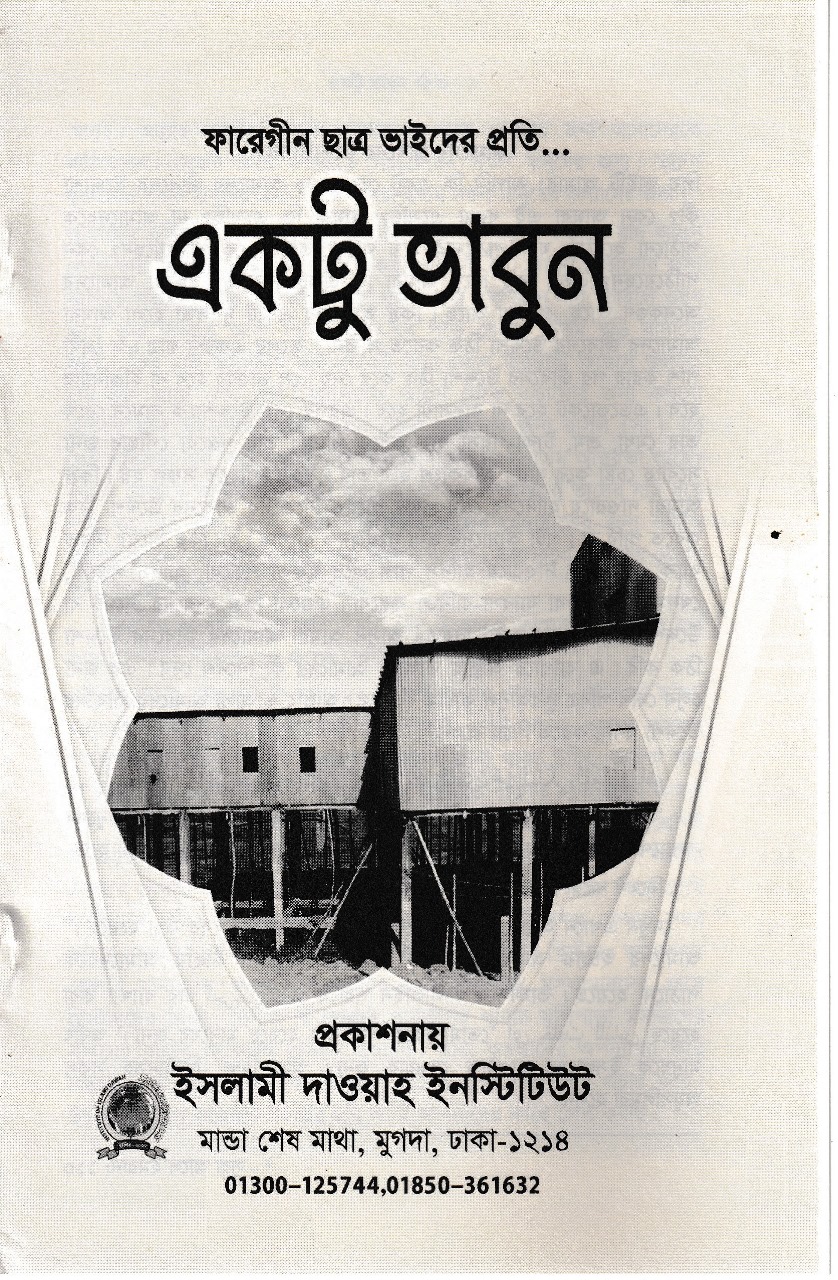 ফারেগীন ছাত্র ভাইদের প্রতি...
একটু ভাবুন
প্রকাশনায়
ইসলামী দাওয়াহ ইনস্টিটিউট
মান্ডা শেষ মাথা, মুগদা, ঢাকা-১২১৪
01300–125744,01850–361632